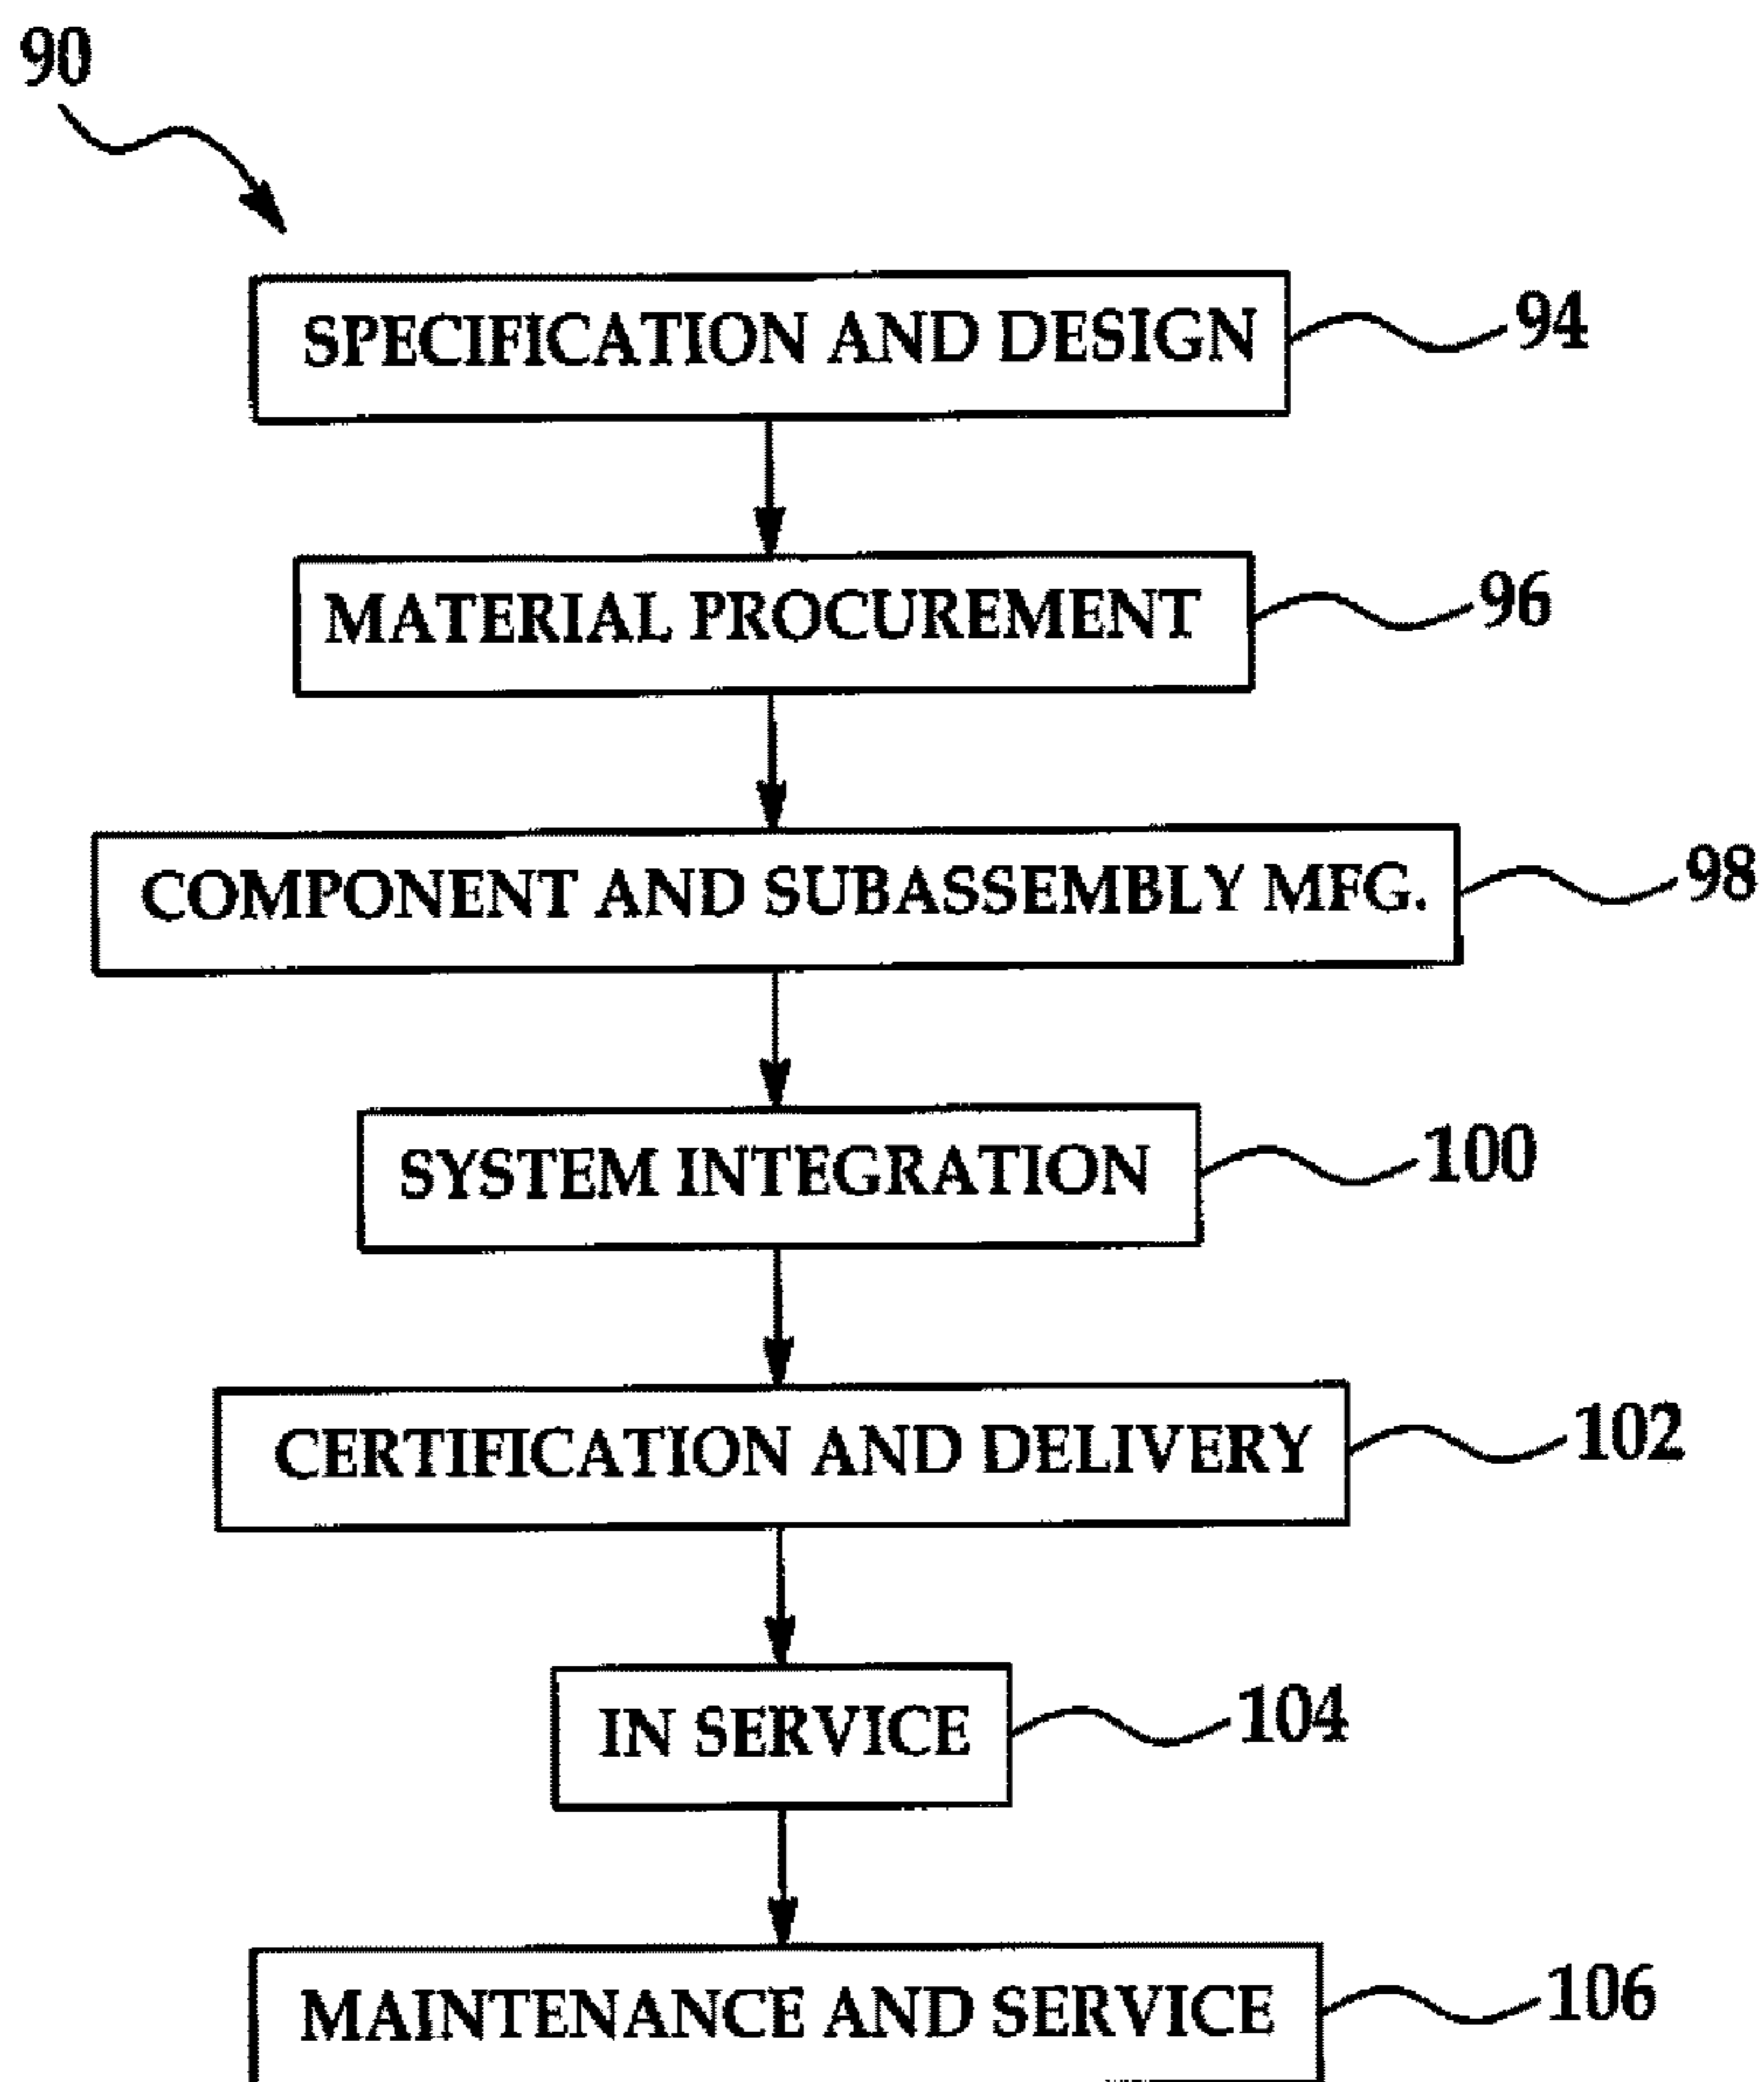 90
SPECIFICATION AND DESIGN 94
MATERIAL PROCUREMENT 96
COMPONENT AND SUBASSEMBLY MFG. 98
SYSTEM INTEGRATION 100
CERTIFICATION AND DELIVERY 102
IN SERVICE 104
MAINTENANCE AND SERVICE 106